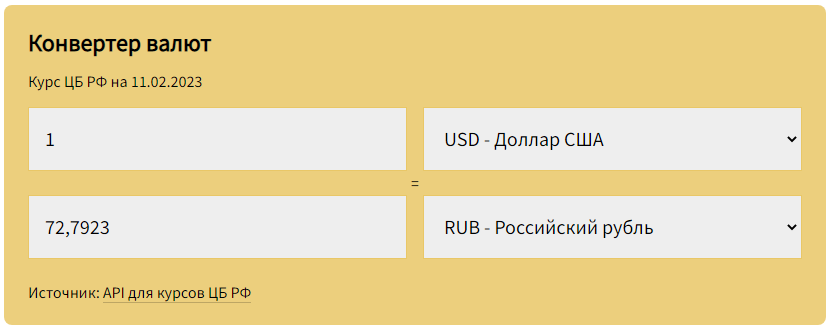 Конвертер валют
Курс ЦБ РФ на 11.02.2023
1 USD - Доллар США
=
72,7923 RUB - Российский рубль
Источник: API для курсов ЦБ РФ